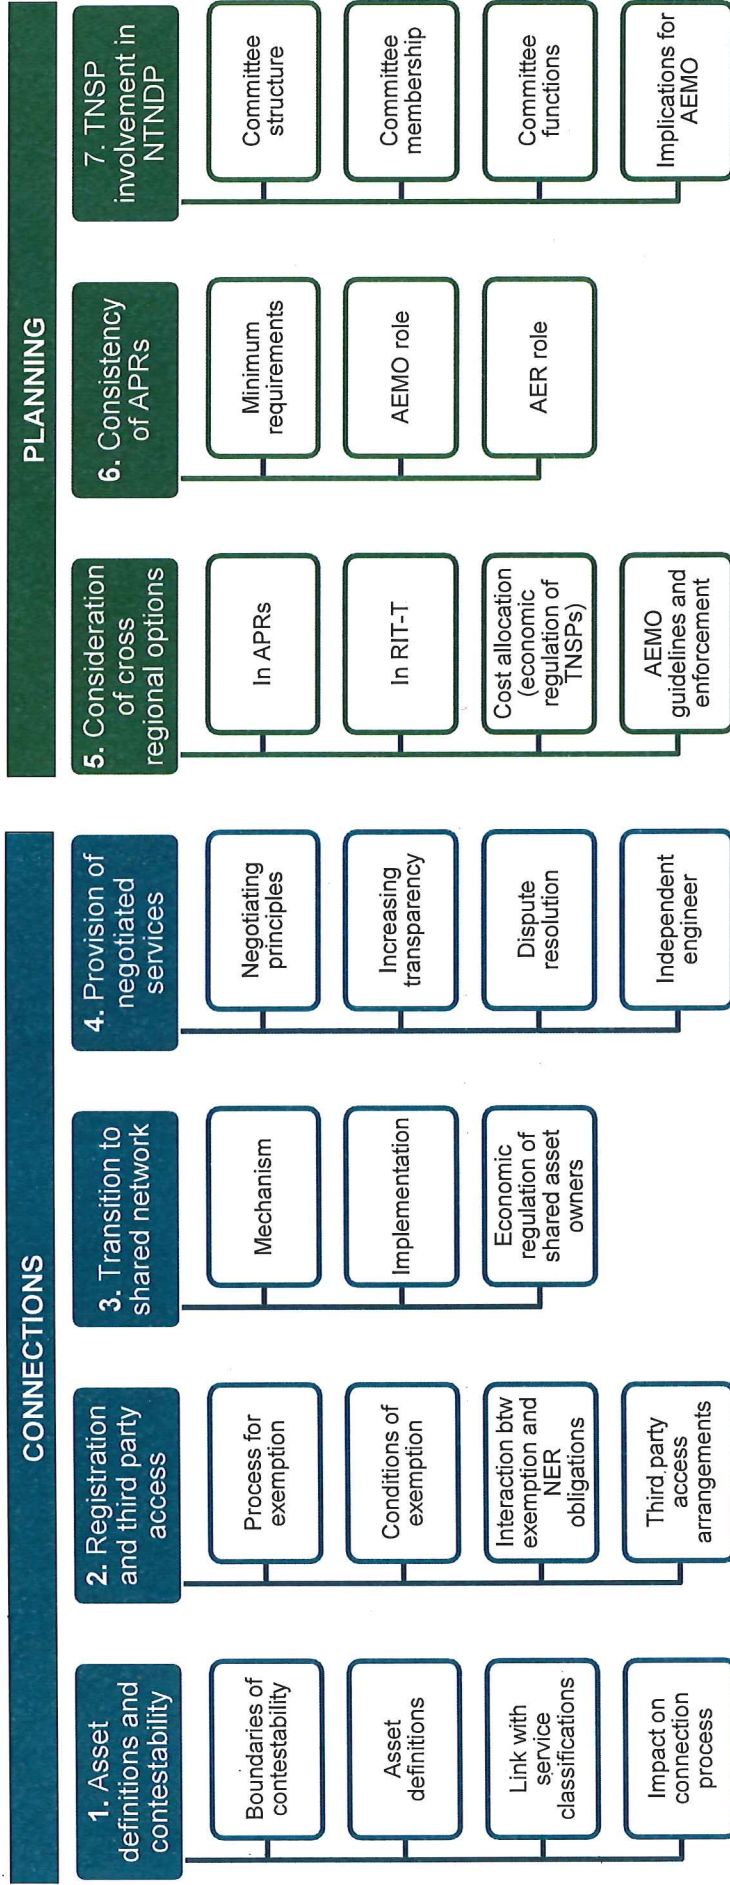 CONNECTIONS
1. Asset
definitions and
contestability
Boundaries of
contestability
Asset
definitions
Link with
service
classifications
Impact on
connection
process
2. Registration
and third party
access
Process for
exemption
Conditions of
exemption
Interaction btw
exemption and
NER
obligations
Third party
access
arrangements
3. Transition to
shared network
Mechanism
Implementation
Economic
regulation of
shared asset
owners
4. Provision of
negotiated
services
Negotiating
principles
Increasing
transparency
Dispute
resolution
Independent
engineer
PLANNING
5. Consideration
of cross
regional options
In APRs
In RIT-T
Cost allocation
(economic
regulation of
TNSPs)
AEMO
guidelines and
enforcement
6. Consistency
of APRs
Minimum
requirements
AEMO role
AER role
7. TNSP
involvement in
NTNDP
Committee
structure
Committee
membership
Committee
functions
Implications for
AEMO